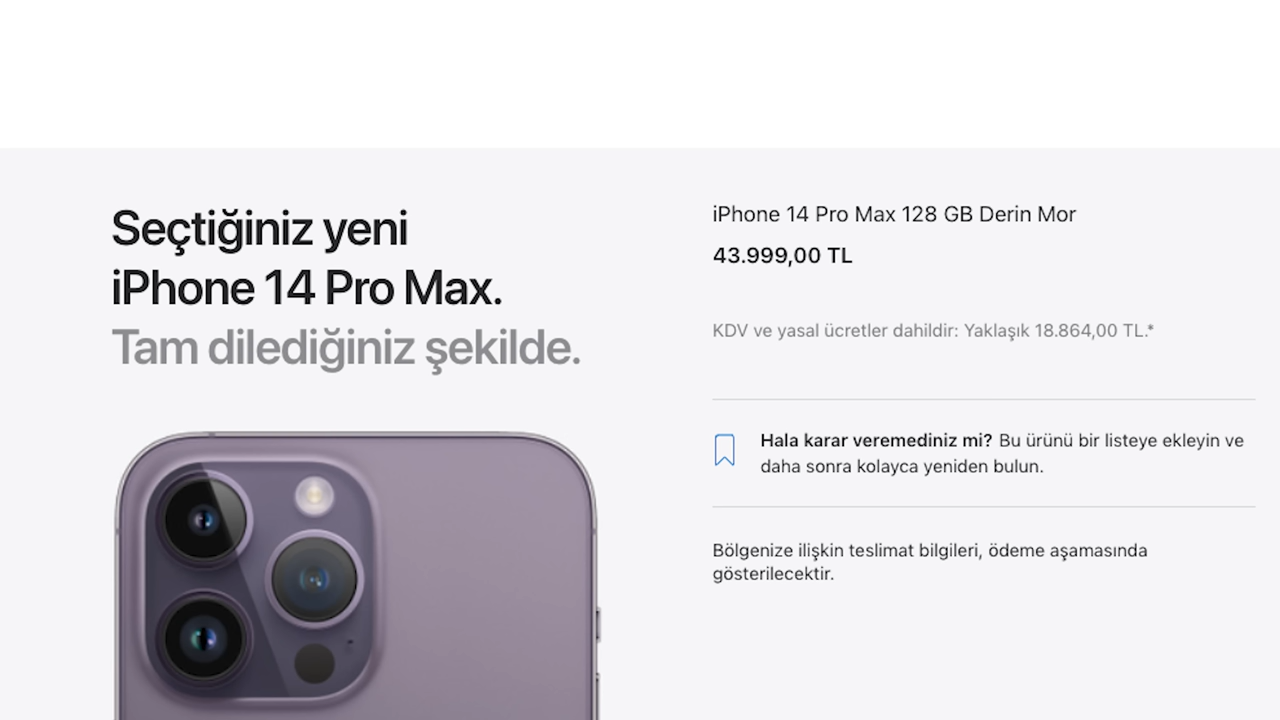 Seçtiğiniz yeni
iPhone 14 Pro Max.
Tam dilediğiniz şekilde.
iPhone 14 Pro Max 128 GB Derin Mor
43.999,00 TL
KDV ve yasal ücretler dahildir: Yaklaşık 18.864,00 TL.*
Hala karar veremediniz mi? Bu ürünü bir listeye ekleyin ve
daha sonra kolayca yeniden bulun.
Bölgenize ilişkin teslimat bilgileri, ödeme aşamasında
gösterilecektir.